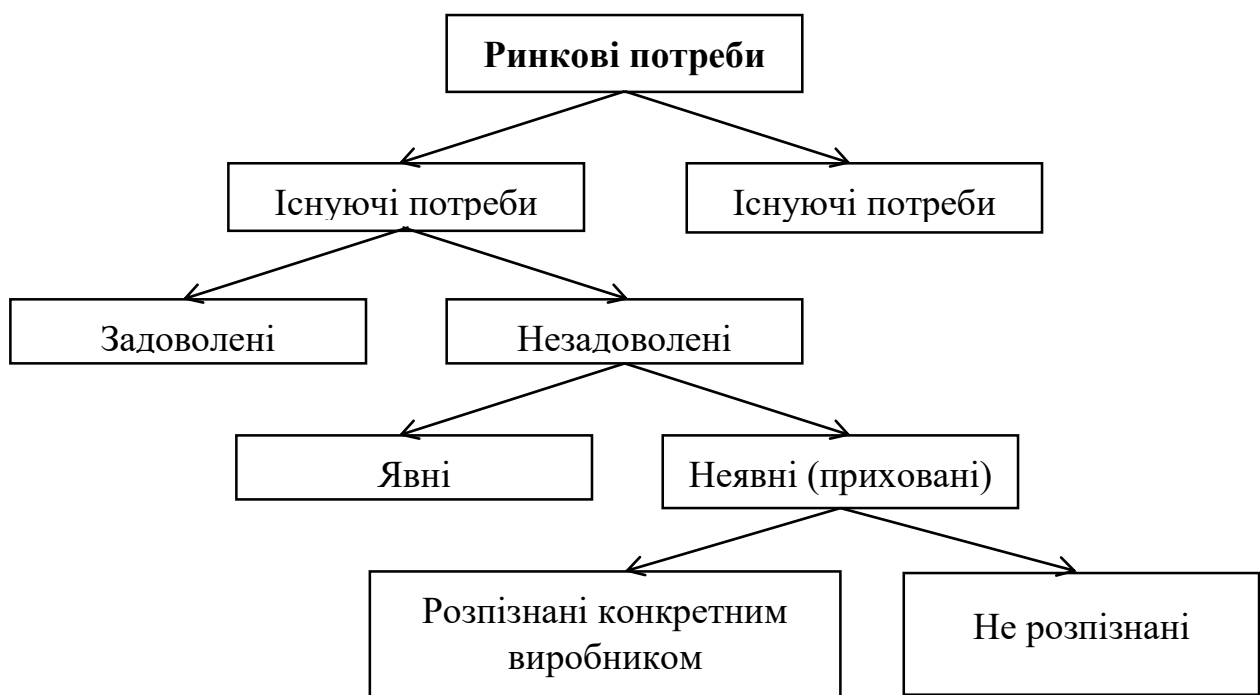 Ринкові потреби
Існуючі потреби
Існуючі потреби
Задоволені
Незадоволені
Явні
Неявні (приховані)
Розпізнані конкретним
виробником
Не розпізнані